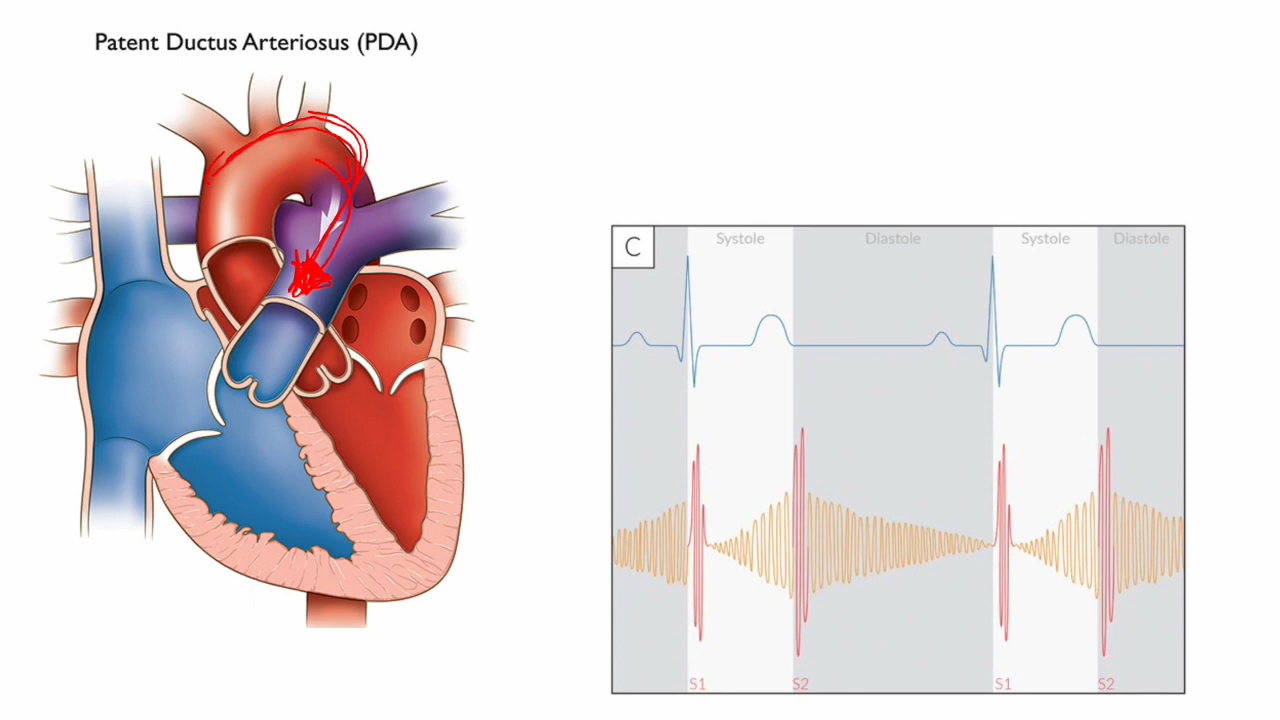 Patent Ductus Arteriosus (PDA)
C
Systole Diastole Systole Diastole
S1 S2 S1 S2